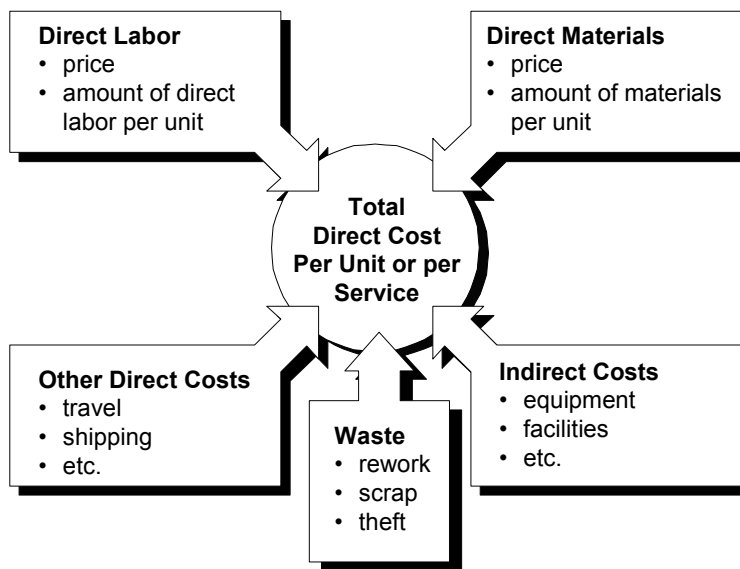 Direct Labor
• price
• amount of direct
labor per unit
Direct Materials
• price
• amount of materials
per unit
Total
Direct Cost
Per Unit or per
Service
Other Direct Costs
• travel
• shipping
• etc.
Waste
• rework
• scrap
• theft
Indirect Costs
• equipment
• facilities
• etc.